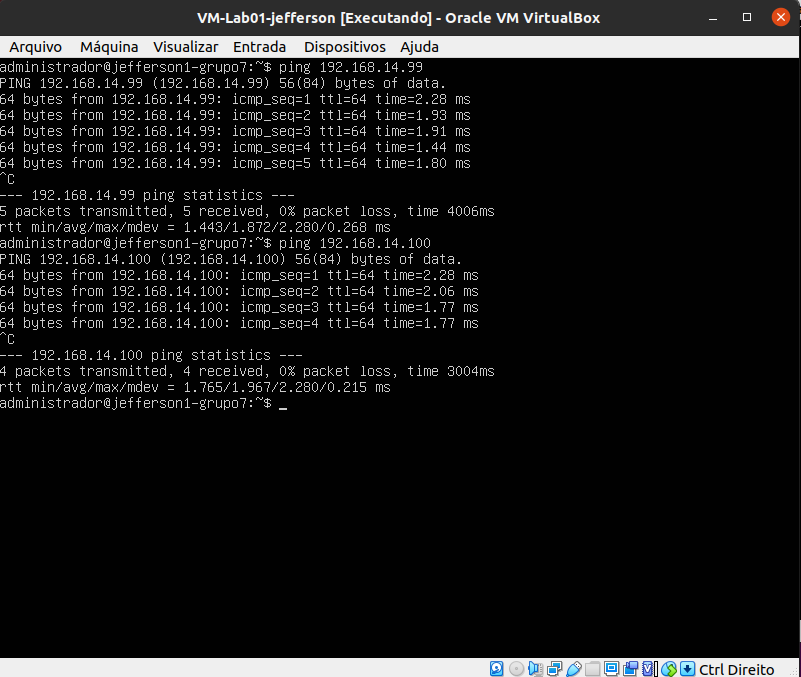 VM-Lab01-jefferson [Executando] - Oracle VM VirtualBox
Arquivo Máquina Visualizar Entrada Dispositivos Ajuda
administrador@jefferson1-grupo7:~$ ping 192.168.14.99
PING 192.168.14.99 (192.168.14.99) 56(84) bytes of data.
64 bytes from 192.168.14.99: icmp_seq=1 ttl=64 time=2.28 ms
64 bytes from 192.168.14.99: icmp_seq=2 ttl=64 time=1.93 ms
64 bytes from 192.168.14.99: icmp_seq=3 ttl=64 time=1.91 ms
64 bytes from 192.168.14.99: icmp_seq=4 ttl=64 time=1.44 ms
64 bytes from 192.168.14.99: icmp_seq=5 ttl=64 time=1.80 ms
^C
--- 192.168.14.99 ping statistics ---
5 packets transmitted, 5 received, 0% packet loss, time 4006ms
rtt min/avg/max/mdev = 1.443/1.872/2.280/0.268 ms
administrador@jefferson1-grupo7:~$ ping 192.168.14.100
PING 192.168.14.100 (192.168.14.100) 56(84) bytes of data.
64 bytes from 192.168.14.100: icmp_seq=1 ttl=64 time=2.28 ms
64 bytes from 192.168.14.100: icmp_seq=2 ttl=64 time=2.06 ms
64 bytes from 192.168.14.100: icmp_seq=3 ttl=64 time=1.77 ms
64 bytes from 192.168.14.100: icmp_seq=4 ttl=64 time=1.77 ms
^C
--- 192.168.14.100 ping statistics ---
4 packets transmitted, 4 received, 0% packet loss, time 3004ms
rtt min/avg/max/mdev = 1.765/1.967/2.280/0.215 ms
administrador@jefferson1-grupo7:~$ _
Ctrl Direito